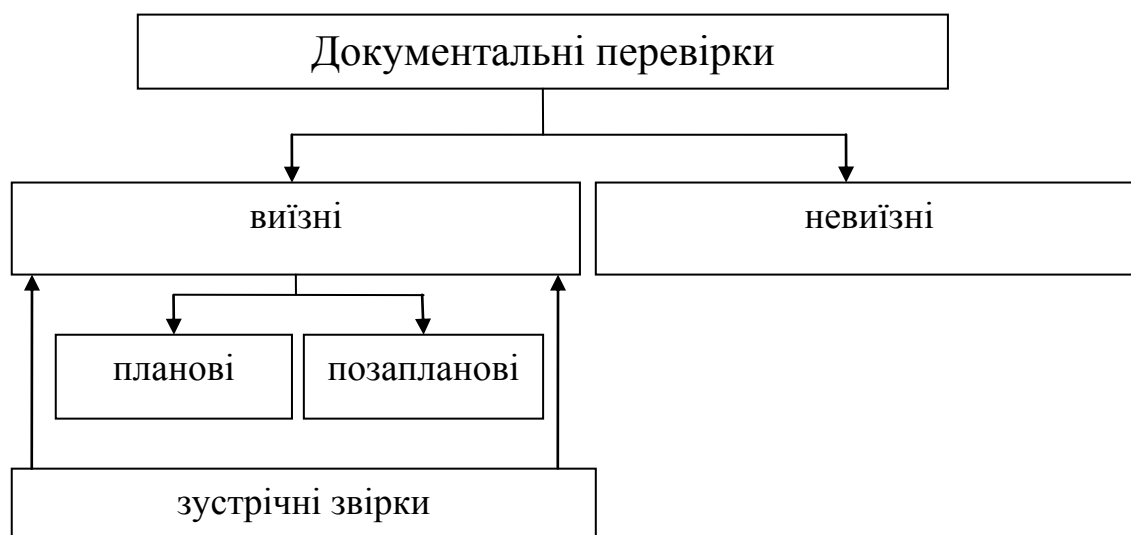 Документальні перевірки
виїзні
невиїзні
планові
позапланові
зустрічні звірки